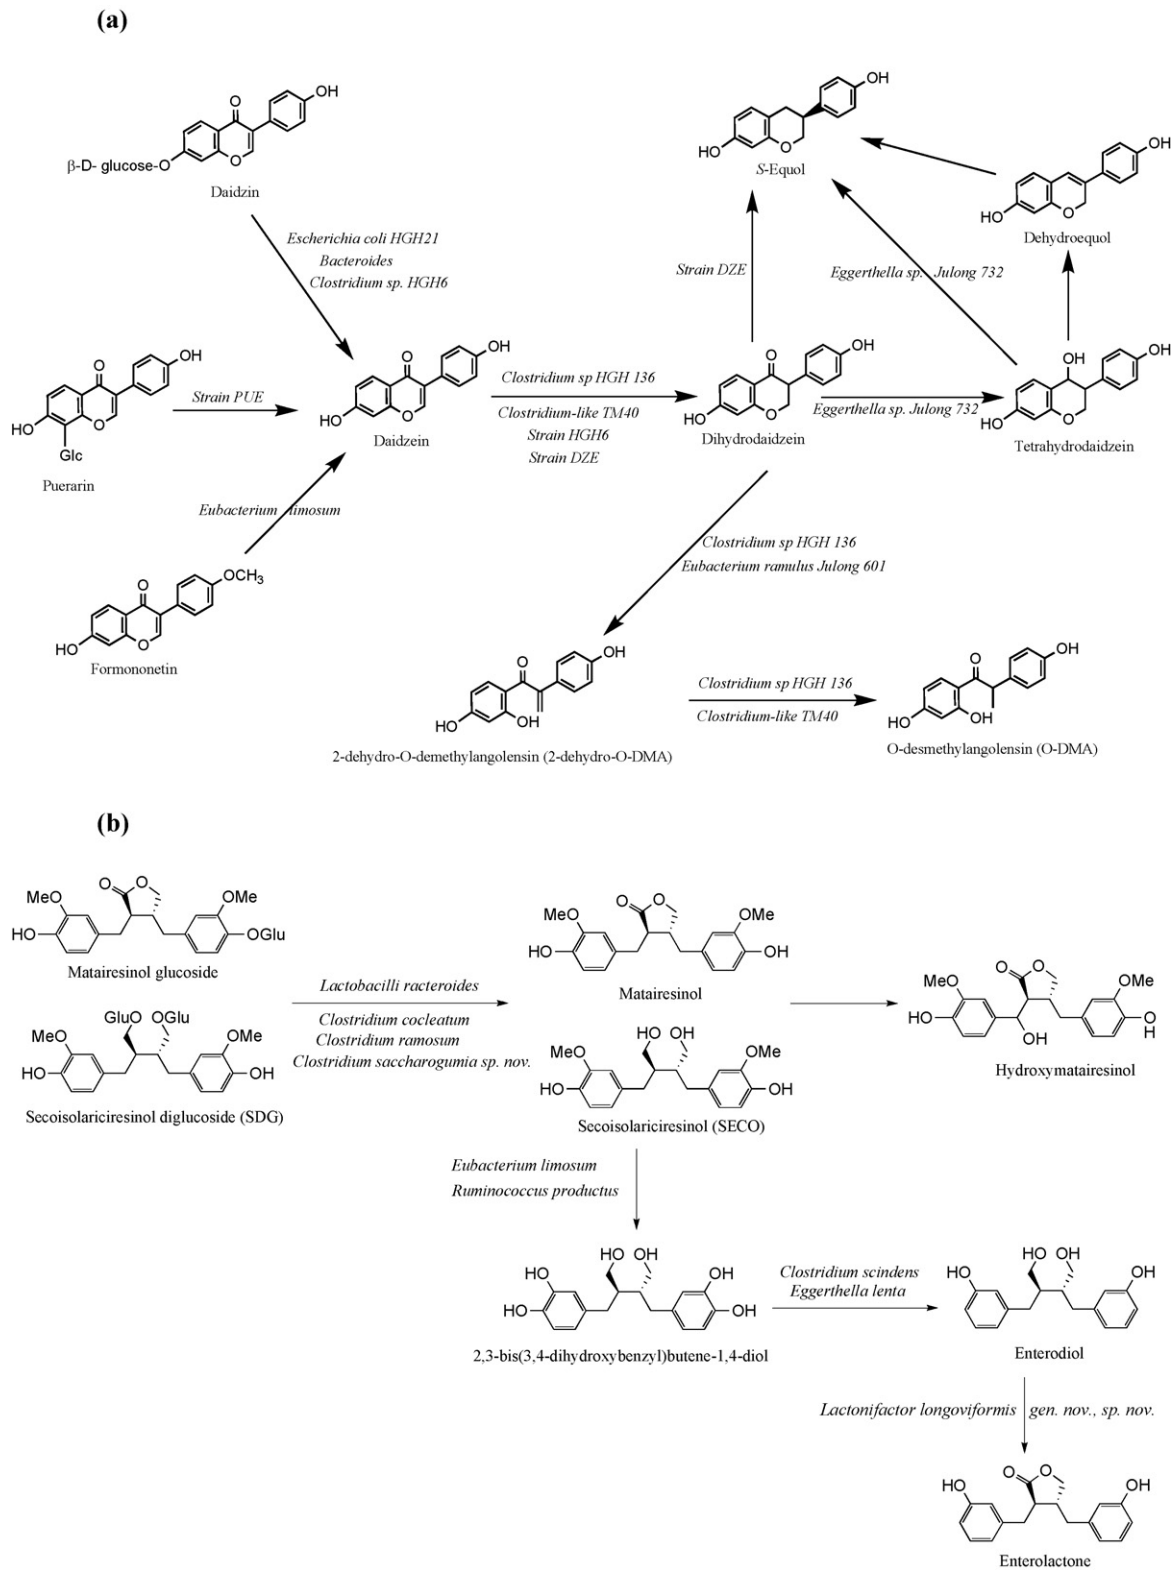 (a)
OH
O
β-D- glucose-O
O
Daidzin
Escherichia coli HGH21
Bacteroides
Clostridium sp. HGH6
OH
HO
O
S-Equol
OH
HO
O
Dehydroequol
Strain DZE
Eggerthella sp. Julong 732
OH
O
HO
O
Glc
Puerarin
Strain PUE
OH
O
HO
O
Daidzein
Clostridium sp HGH 136
Clostridium-like TM40
Strain HGH6
Strain DZE
OH
O
HO
O
Dihydrodaidzein
Eggerthella sp. Julong 732
OH
OH
HO
O
Tetrahydrodaidzein
Eubacterium limosum
OCH3
O
HO
O
Formononetin
Clostridium sp HGH 136
Eubacterium ramulus Julong 601
OH
O
HO
OH
2-dehydro-O-demethylangolensin (2-dehydro-O-DMA)
Clostridium sp HGH 136
Clostridium-like TM40
OH
O
HO
OH
O-desmethylangolensin (O-DMA)
(b)
O
O
MeO
OMe
HO
OGlu
Matairesinol glucoside
GluO OGlu
MeO
OMe
HO
OH
Secoisolariciresinol diglucoside (SDG)
Lactobacilli racteroides
Clostridium cocleatum
Clostridium ramosum
Clostridium saccharogumia sp. nov.
O
O
MeO
OMe
HO
OH
Matairesinol
HO OH
MeO
OMe
HO
OH
Secoisolariciresinol (SECO)
O
O
MeO
OMe
HO
OH
O
H
Hydroxymatairesinol
Eubacterium limosum
Ruminococcus productus
HO OH
HO
OH
HO
OH
2,3-bis(3,4-dihydroxybenzyl)butene-1,4-diol
Clostridium scindens
Eggerthella lenta
HO OH
HO
OH
Enterodiol
Lactonifactor longoviformis gen. nov., sp. nov.
O
O
HO
OH
Enterolactone